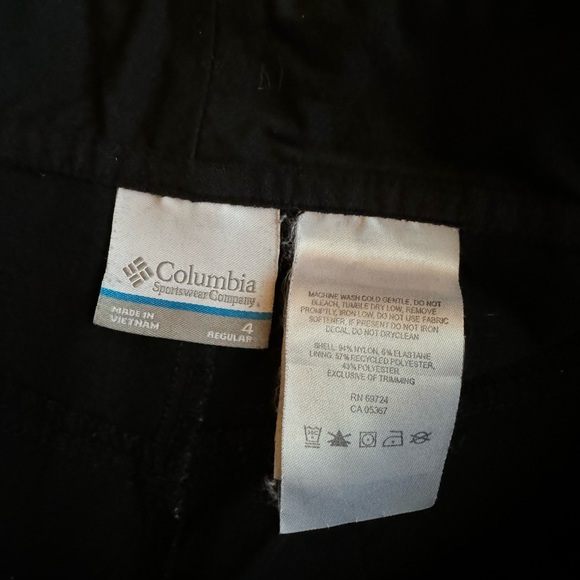 Columbia
Sportswear Company®
MADE IN
VIETNAM
4
REGULAR
MACHINE WASH COLD GENTLE, DO NOT
BLEACH, TUMBLE DRY LOW, REMOVE
PROMPTLY, IRON LOW, DO NOT USE FABRIC
SOFTENER, IF PRESENT DO NOT IRON
DECAL, DO NOT DRYCLEAN
SHELL: 94% NYLON, 6% ELASTANE
LINING: 57% RECYCLED POLYESTER,
43% POLYESTER
EXCLUSIVE OF TRIMMING
RN 69724
CA 05367
30C